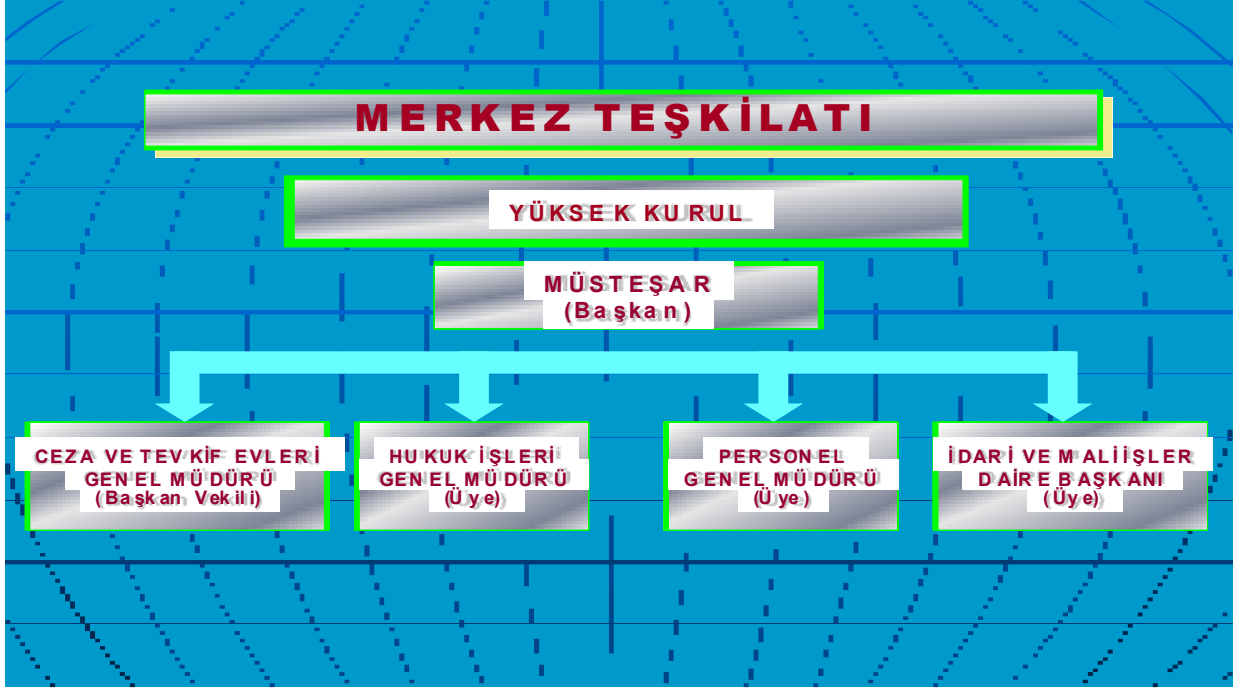 MERKEZ TEŞKİLATI
YÜKSEK KURUL
MÜSTEŞAR
(Başkan)
CEZA VE TEVKİF EVLERİ
GENEL MÜDÜRÜ
(Başkan Vekili)
HUKUK İŞLERİ
GENEL MÜDÜRÜ
(Üye)
PERSONEL
GENEL MÜDÜRÜ
(Üye)
İDARİ VE MALİ İŞLER
DAİRE BAŞKANI
(Üye)